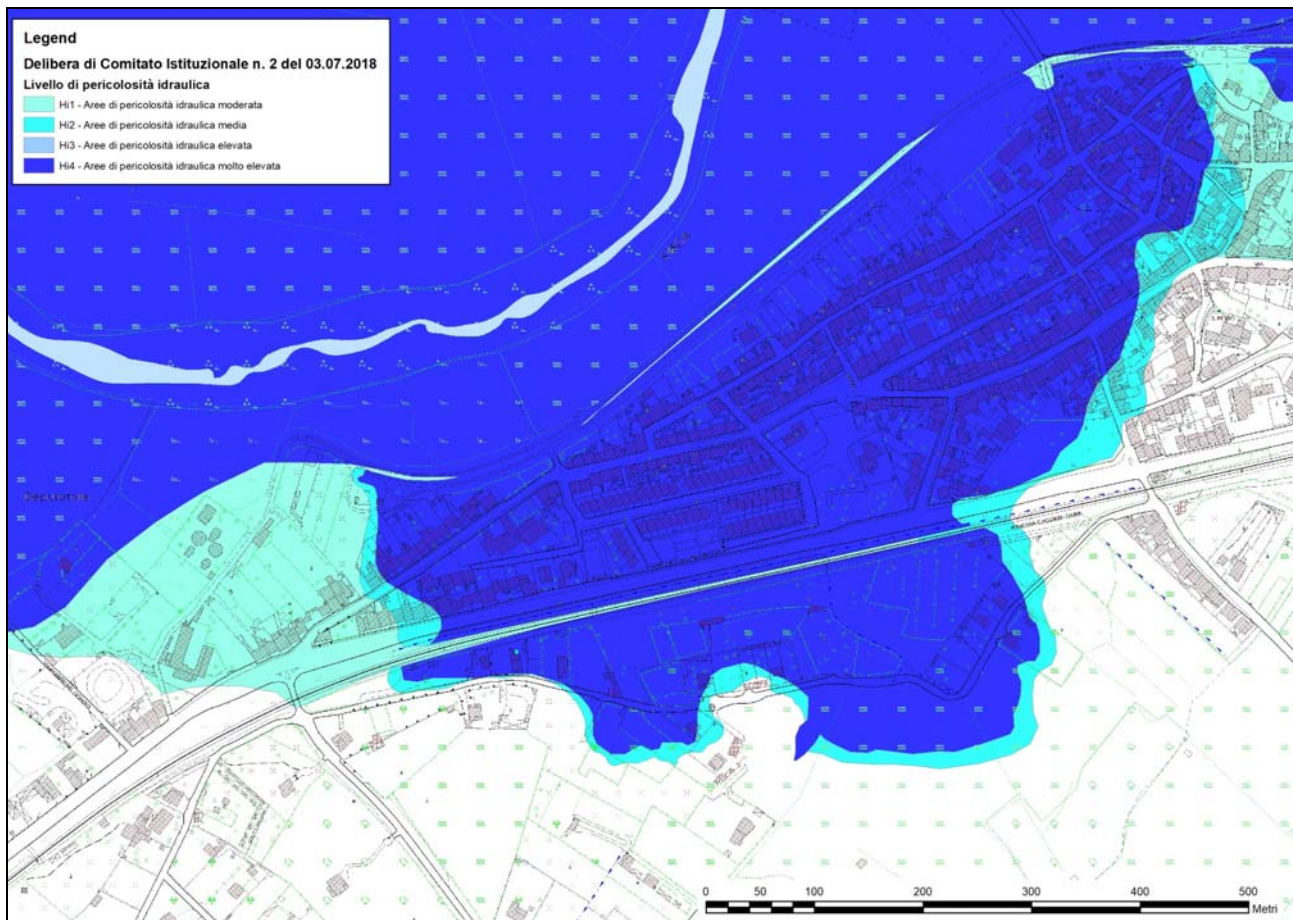 Legend
Delibera di Comitato Istituzionale n. 2 del 03.07.2018
Livello di pericolosità idraulica
Hi1 - Aree di pericolosità idraulica moderata
Hi2 - Aree di pericolosità idraulica media
Hi3 - Aree di pericolosità idraulica elevata
Hi4 - Aree di pericolosità idraulica molto elevata
0 50 100 200 300 400 500
Metri